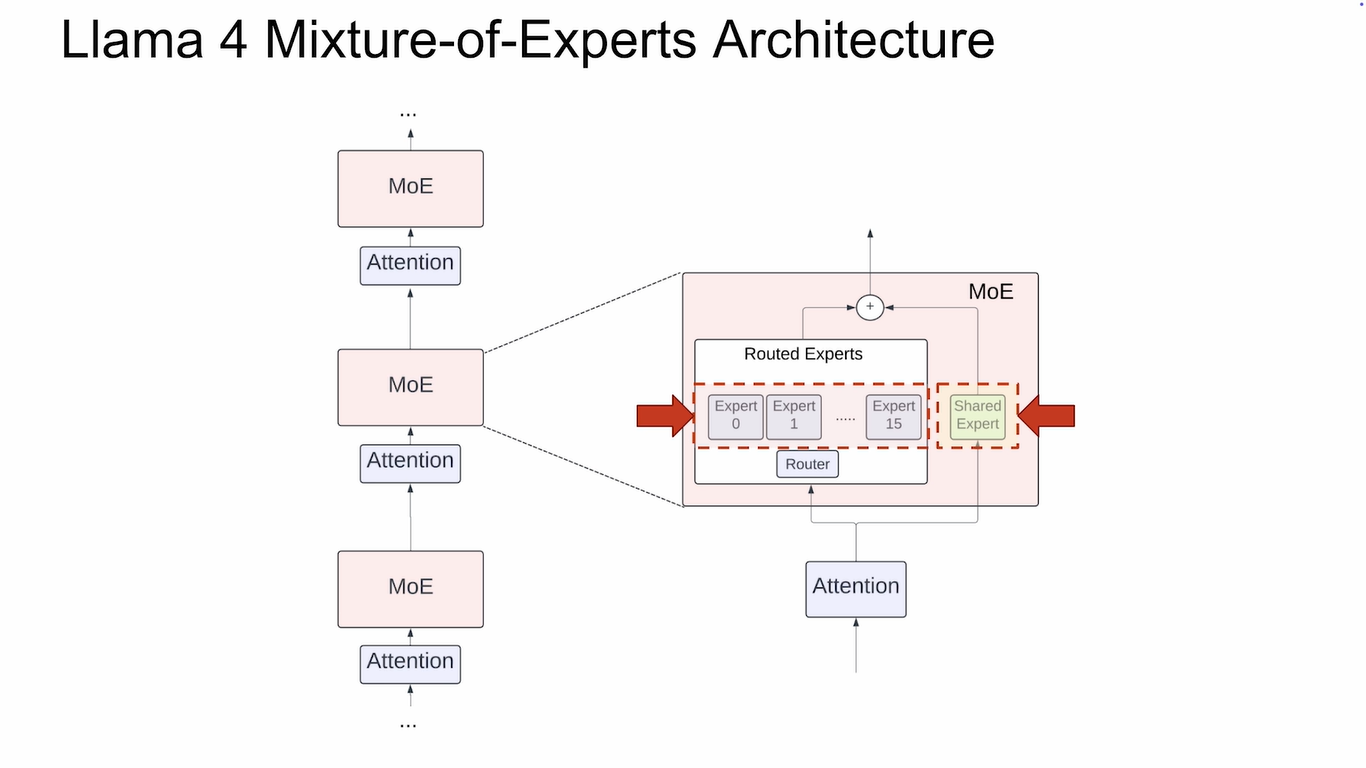 Llama 4 Mixture-of-Experts Architecture
...
MoE
Attention
MoE
Attention
MoE
Attention
...
MoE
+
Routed Experts
Expert
0
Expert
1
.....
Expert
15
Shared
Expert
Router
Attention